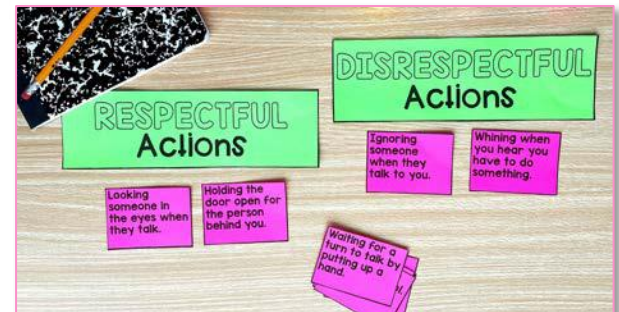 RESPECTFUL
Actions
DISRESPECTFUL
Actions
Looking
someone in
the eyes when
they talk.
Holding the
door open for
the person
behind you.
Ignoring
someone
when they
talk to you.
Whining when
you hear you
have to do
something.
Waiting for a
turn to talk by
putting up a
hand.